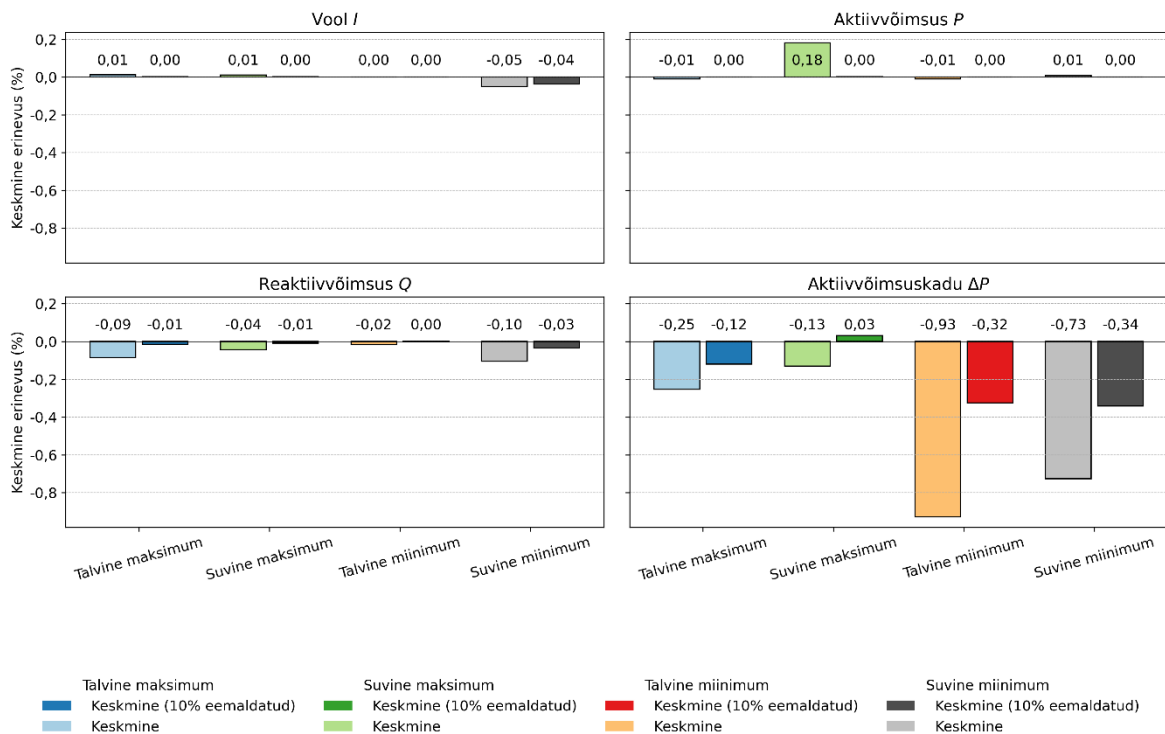 Vool I
Aktiivvõimsus P
Keskmine erinevus (%)
0,2
0,0
-0,2
-0,4
-0,6
-0,8
0,01 0,00 0,01 0,00 0,00 0,00 -0,05 -0,04
-0,01 0,00 0,18 0,00 -0,01 0,00 0,01 0,00
Reaktiivvõimsus Q
Aktiivvõimsuskadu ΔP
Keskmine erinevus (%)
0,2
0,0
-0,2
-0,4
-0,6
-0,8
-0,09 -0,01 -0,04 -0,01 -0,02 0,00 -0,10 -0,03
-0,25 -0,12 -0,13 0,03 -0,93 -0,32 -0,73 -0,34
Talvine maksimum
Suvine maksimum
Talvine miinimum
Suvine miinimum
Talvine maksimum
Suvine maksimum
Talvine miinimum
Suvine miinimum
Talvine maksimum
Keskmine (10% eemaldatud)
Keskmine
Suvine maksimum
Keskmine (10% eemaldatud)
Keskmine
Talvine miinimum
Keskmine (10% eemaldatud)
Keskmine
Suvine miinimum
Keskmine (10% eemaldatud)
Keskmine